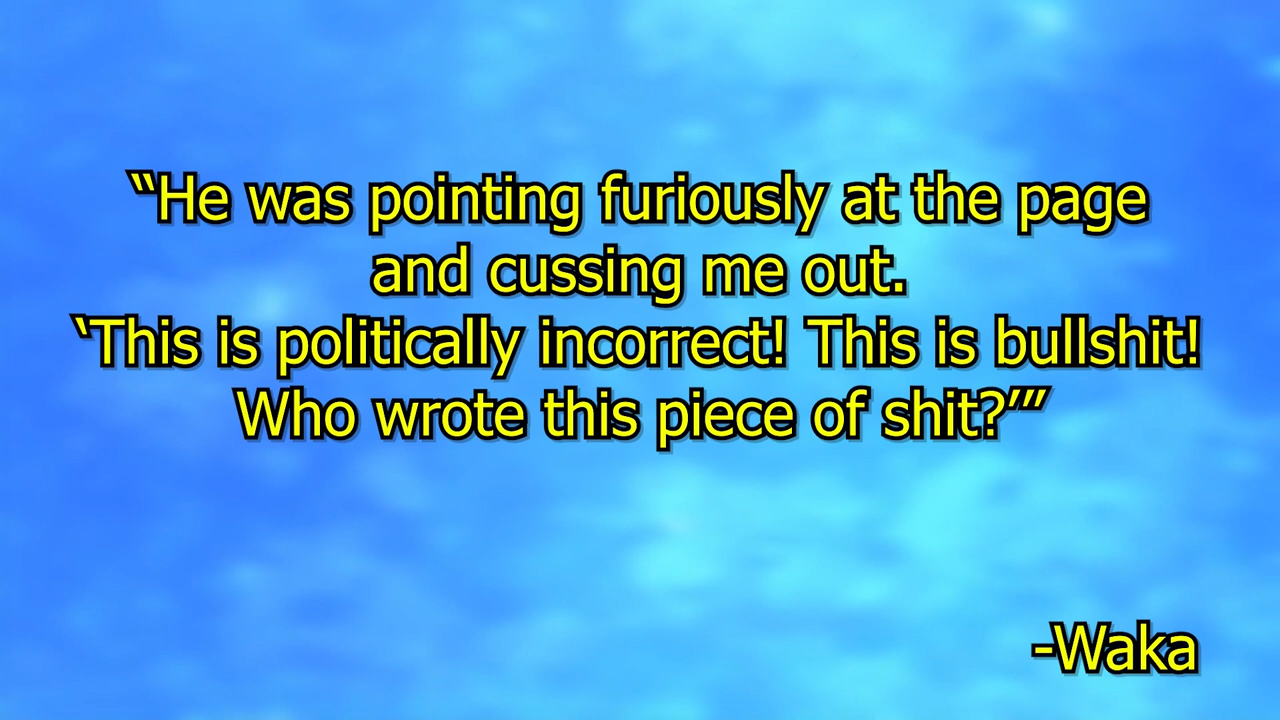 “He was pointing furiously at the page
and cussing me out.
‘This is politically incorrect! This is bullshit!
Who wrote this piece of shit?’”
-Waka